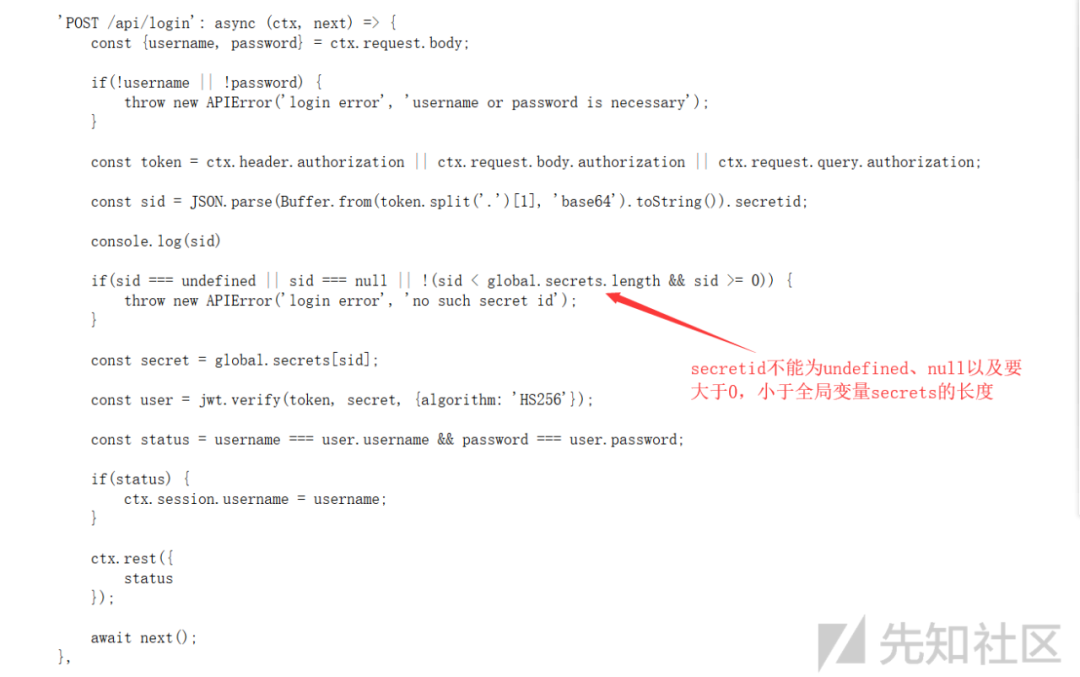 'POST /api/login': async (ctx, next) => {
const {username, password} = ctx.request.body;
if(!username || !password) {
throw new APIError('login error', 'username or password is necessary');
}
const token = ctx.header.authorization || ctx.request.body.authorization || ctx.request.query.authorization;
const sid = JSON.parse(Buffer.from(token.split('.')[1], 'base64').toString()).secretid;
console.log(sid)
if(sid === undefined || sid === null || !(sid < global.secrets.length && sid >= 0)) {
throw new APIError('login error', 'no such secret id');
}
const secret = global.secrets[sid];
secretid不能为undefined、null以及要
大于0，小于全局变量secrets的长度
const user = jwt.verify(token, secret, {algorithm: 'HS256'});
const status = username === user.username && password === user.password;
if(status) {
ctx.session.username = username;
}
ctx.rest({
status
});
await next();
},
先知社区